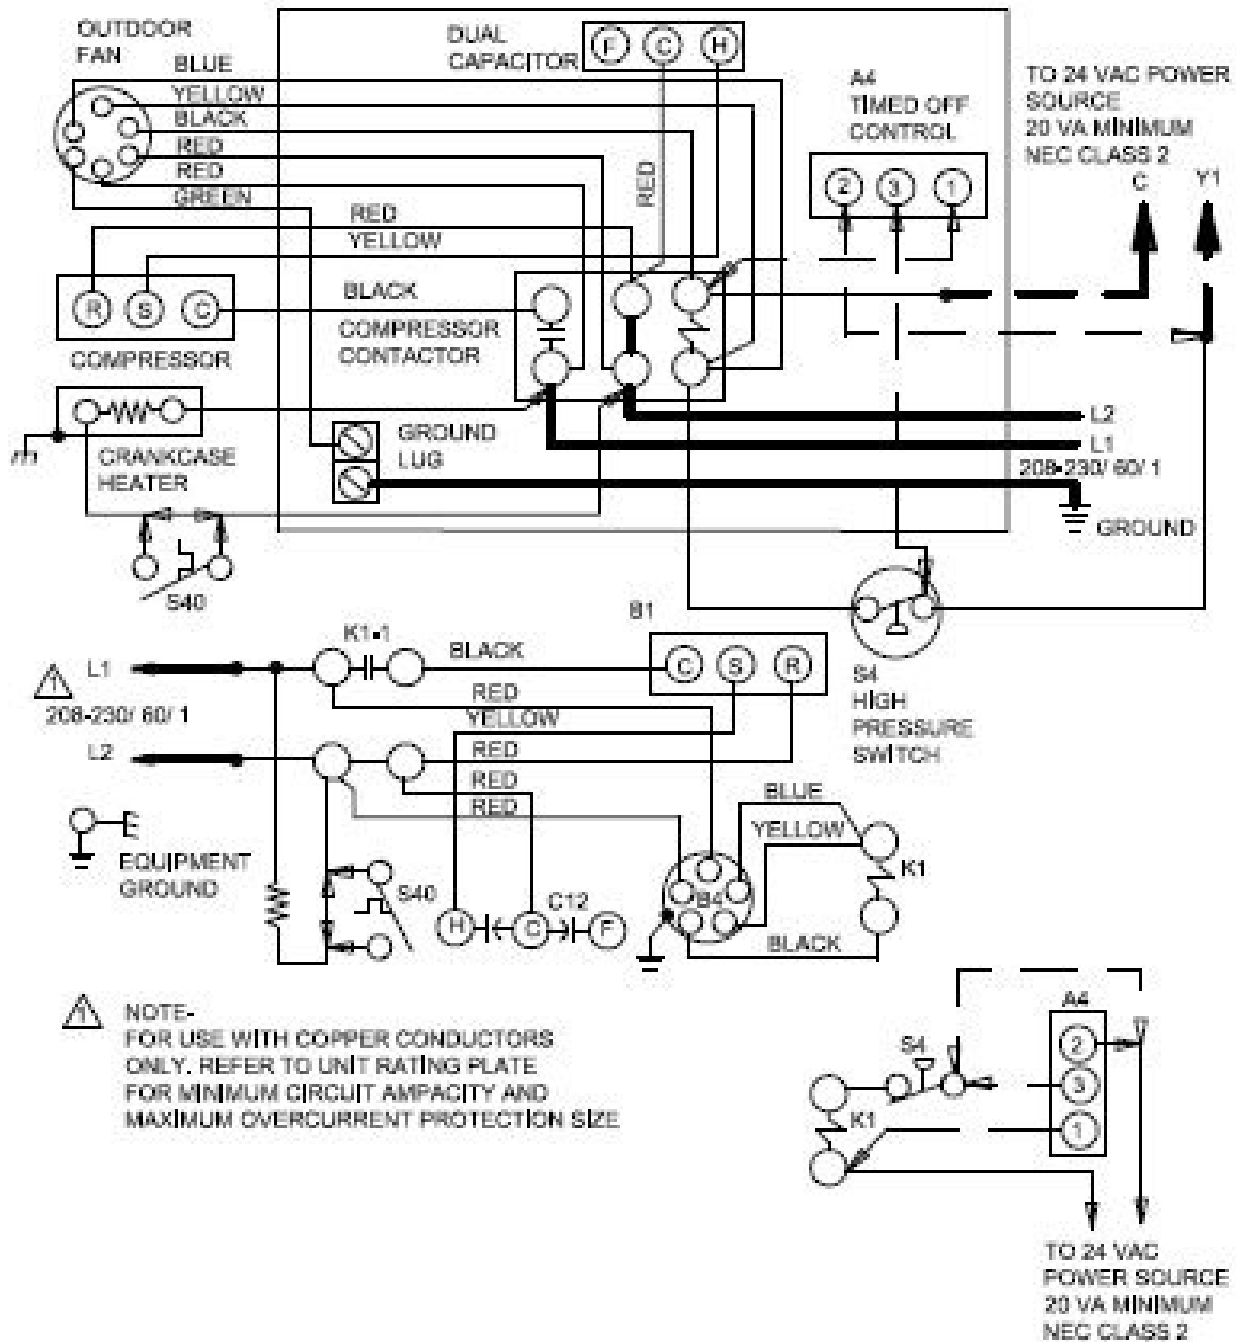 OUTDOOR
FAN
BLUE
YELLOW
BLACK
RED
RED
GREEN
DUAL
CAPACITOR
F C H
A4
TIMED OFF
CONTROL
2 3 1
TO 24 VAC POWER
SOURCE
20 VA MINIMUM
NEC CLASS 2
C Y1
RED
RED
YELLOW
R S C
COMPRESSOR
BLACK
COMPRESSOR
CONTACTOR
CRANKCASE
HEATER
GROUND
LUG
L2
L1
208-230/ 60/ 1
GROUND
S40
S4
HIGH
PRESSURE
SWITCH
B1
C S R
K1-1
BLACK
RED
YELLOW
RED
RED
RED
1 L1
208-230/ 60/ 1
L2
EQUIPMENT
GROUND
S40
H C F
C12
B4
BLUE
YELLOW
BLACK
K1
1 NOTE-
FOR USE WITH COPPER CONDUCTORS
ONLY. REFER TO UNIT RATING PLATE
FOR MINIMUM CIRCUIT AMPACITY AND
MAXIMUM OVERCURRENT PROTECTION SIZE
A4
2
3
1
S4
K1
TO 24 VAC
POWER SOURCE
20 VA MINIMUM
NEC CLASS 2